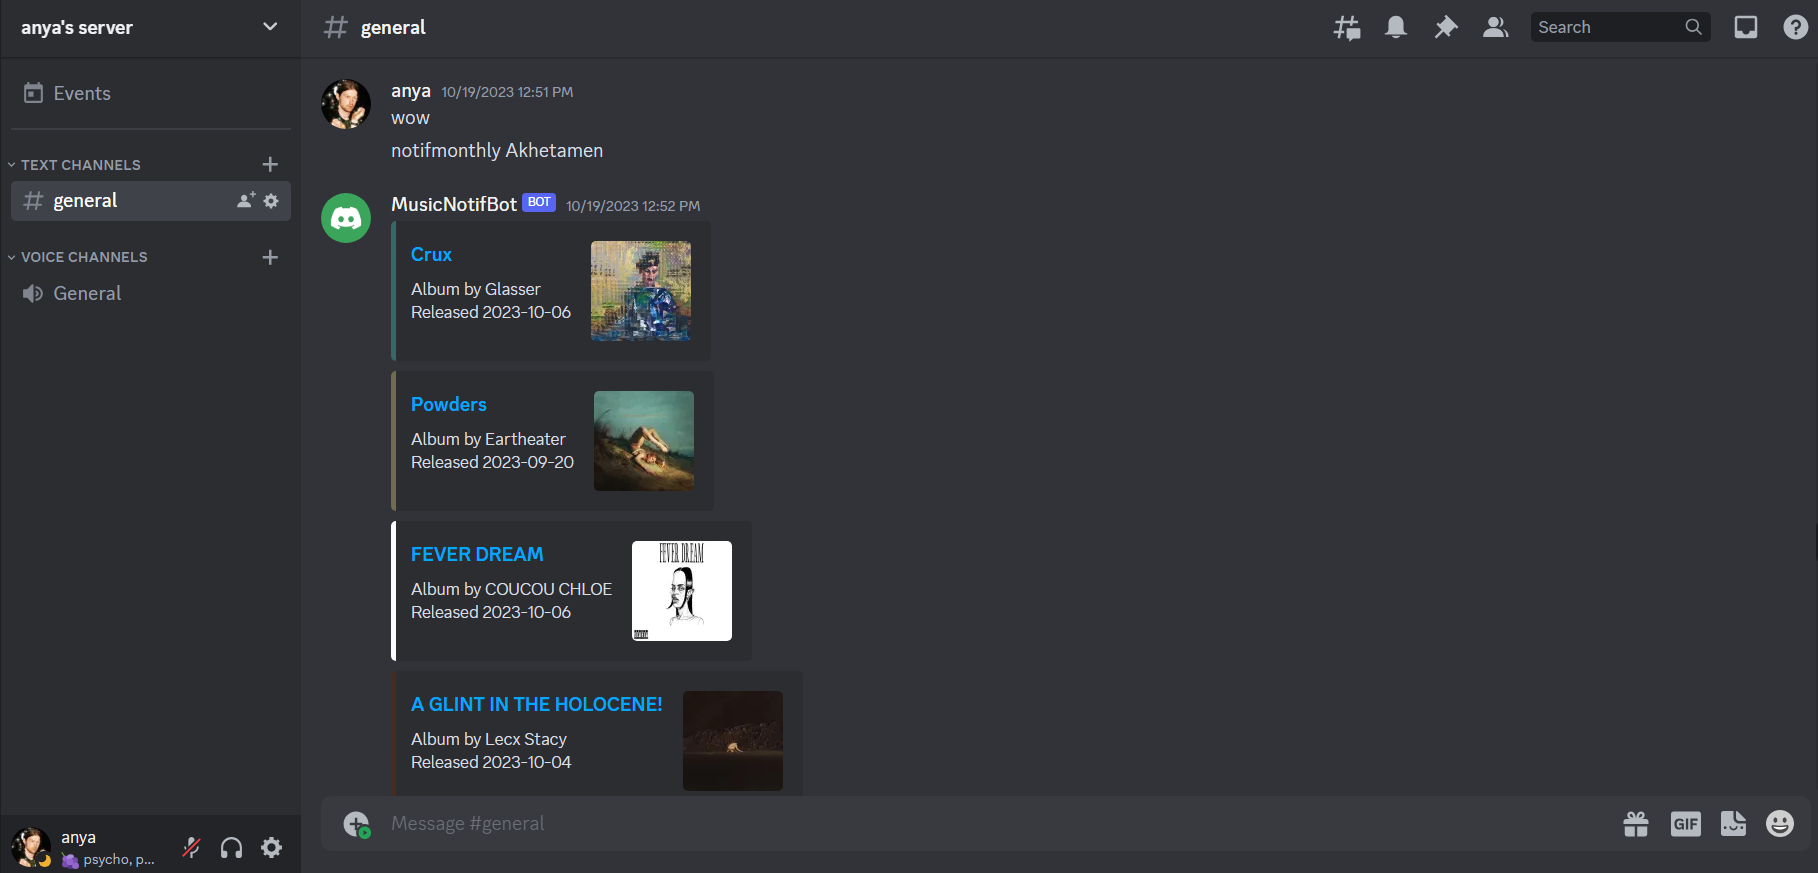 anya's server
general
Search
Events
TEXT CHANNELS
general
VOICE CHANNELS
General
anya 10/19/2023 12:51 PM
wow
notifmonthly Akhetamen
MusicNotifBot BOT 10/19/2023 12:52 PM
Crux
Album by Glasser
Released 2023-10-06
Powders
Album by Eartheater
Released 2023-09-20
FEVER DREAM
Album by COUCOU CHLOE
Released 2023-10-06
FEVER DREAM
A GLINT IN THE HOLOCENE!
Album by Lecx Stacy
Released 2023-10-04
Message #general
GIF
anya
psycho, p...